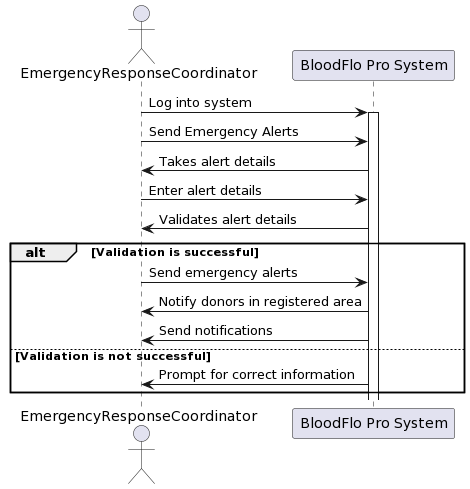 EmergencyResponseCoordinator
BloodFlo Pro System
Log into system
Send Emergency Alerts
Takes alert details
Enter alert details
Validates alert details
alt [Validation is successful]
Send emergency alerts
Notify donors in registered area
Send notifications
[Validation is not successful]
Prompt for correct information
EmergencyResponseCoordinator
BloodFlo Pro System